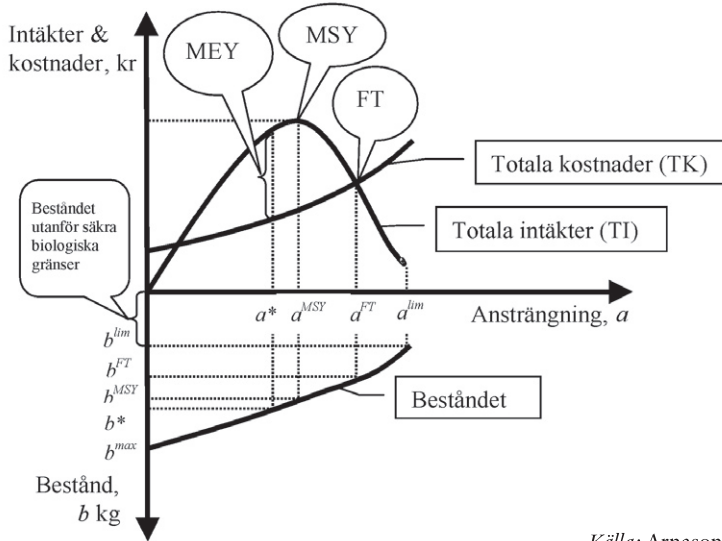 Intäkter &
kostnader, kr
MEY
MSY
FT
Totala kostnader (TK)
Totala intäkter (TI)
Beståndet
utanför säkra
biologiska
gränser
a* a^MSY a^FT a^lim Ansträngning, a
b^lim
b^FT
b^MSY
b*
b^max
Beståndet
Bestånd,
b kg